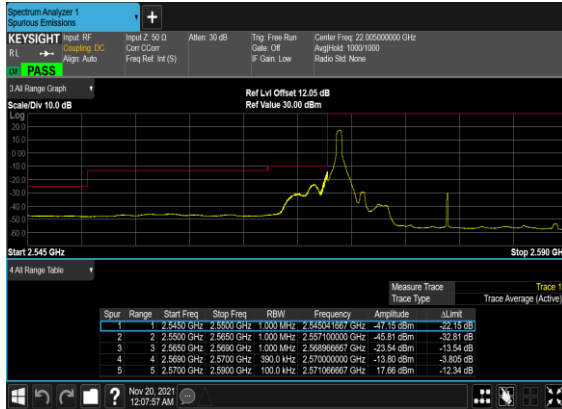 Spectrum Analyzer 1
Spurious Emissions
+
KEYSIGHT Input: RF Input Z: 50 Ω Atten: 30 dB Trig: Free Run Center Freq: 22.005000000 GHz
RL Coupling: DC Corr CCorr Gate: Off Avg|Hold: 1000/1000
Align: Auto Freq Ref: Int (S) IF Gain: Low Radio Std: None
PASS
3 All Range Graph
Ref Lvl Offset 12.05 dB
Scale/Div 10.0 dB Ref Value 30.00 dBm
Log
20.0
10.0
0.00
-10.0
-20.0
-30.0
-40.0
-50.0
-60.0
Start 2.545 GHz Stop 2.590 GH
4 All Range Table
Measure Trace Trace 1
Trace Type Trace Average (Active)
Spur Range Start Freq Stop Freq RBW Frequency Amplitude ΔLimit
1 1 2.5450 GHz 2.5500 GHz 1.000 MHz 2.545041667 GHz -47.15 dBm -22.15 dB
2 2 2.5500 GHz 2.5650 GHz 1.000 MHz 2.557100000 GHz -45.81 dBm -32.81 dB
3 3 2.5650 GHz 2.5690 GHz 1.000 MHz 2.568966667 GHz -23.54 dBm -13.54 dB
4 4 2.5690 GHz 2.5700 GHz 390.0 kHz 2.570000000 GHz -13.80 dBm -3.805 dB
5 5 2.5700 GHz 2.5900 GHz 100.0 kHz 2.571066667 GHz 17.66 dBm -12.34 dB
? Nov 20, 2021
12:07:57 AM